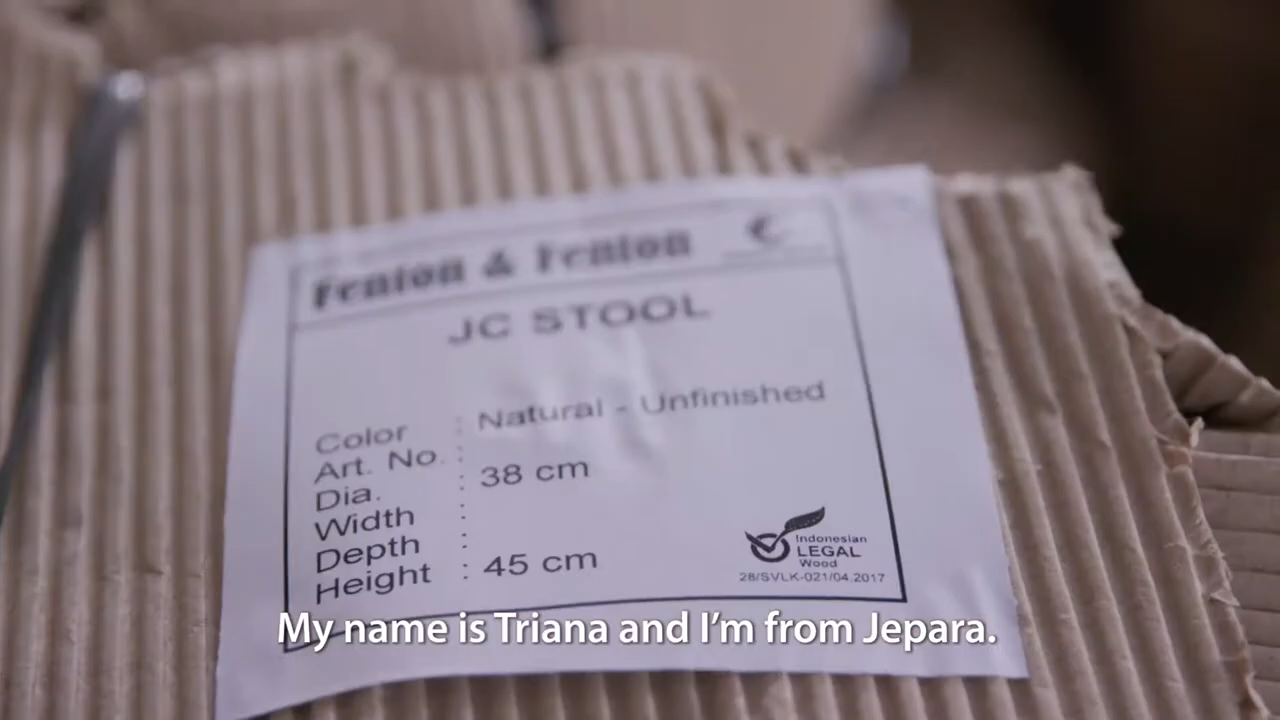 Fenton & Fenton
JC STOOL
Color : Natural - Unfinished
Art. No. :
Dia. : 38 cm
Width :
Depth :
Height : 45 cm
Indonesian
LEGAL
Wood
28/SVLK-021/04.2017
My name is Triana and I'm from Jepara.